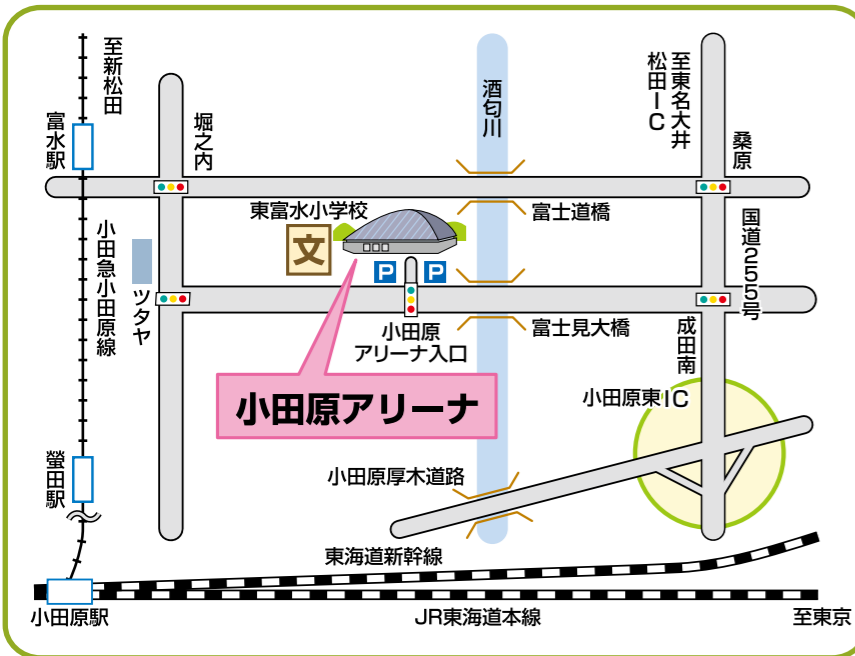 至新松田
富水駅
堀之内
酒匂川
至東名大井
松田IC
桑原
東富水小学校
文
富士道橋
国道255号
小田急小田原線
ツタヤ
P
P
小田原
アリーナ入口
富士見大橋
成田南
小田原アリーナ
小田原東IC
螢田駅
小田原厚木道路
東海道新幹線
小田原駅
JR東海道本線
至東京